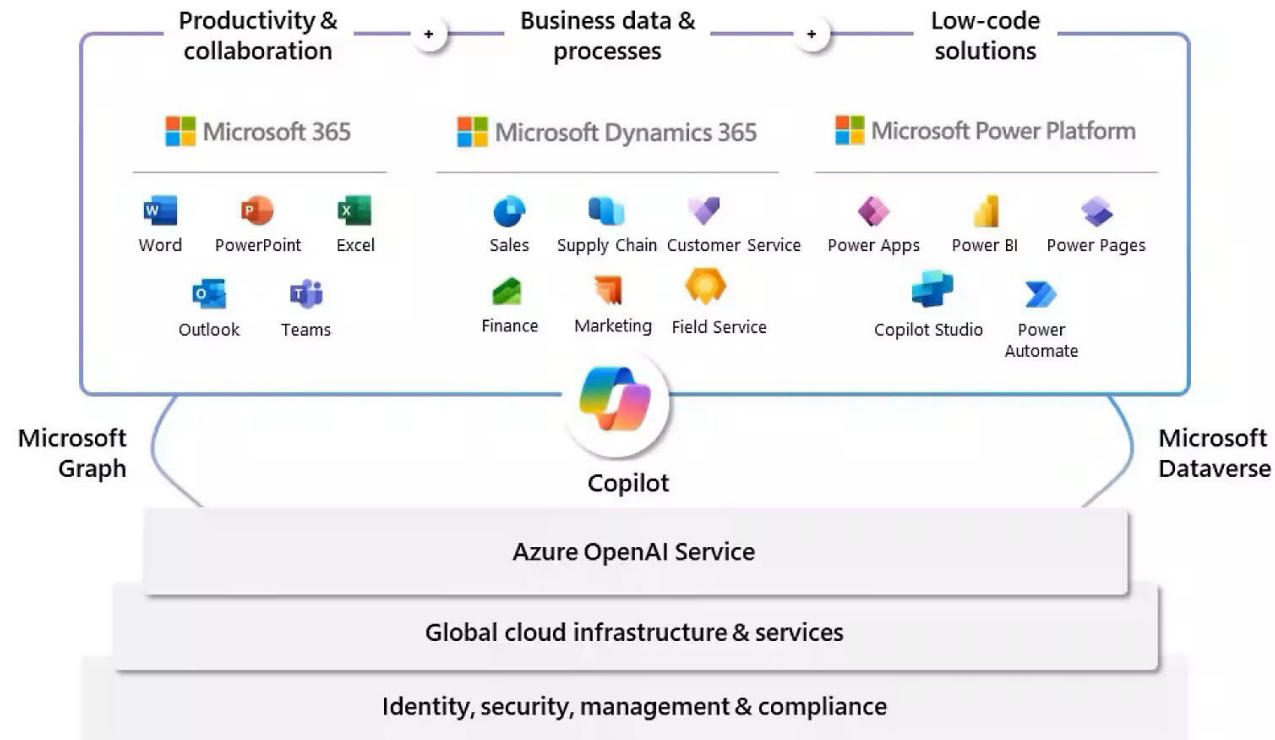 Productivity &
collaboration
+
Business data &
processes
+
Low-code
solutions
Microsoft 365
Microsoft Dynamics 365
Microsoft Power Platform
W
P
X
Word
PowerPoint
Excel
Sales
Supply Chain
Customer Service
Power Apps
Power BI
Power Pages
O
T
Outlook
Teams
Finance
Marketing
Field Service
Copilot Studio
Power
Automate
Microsoft
Graph
Copilot
Microsoft
Dataverse
Azure OpenAI Service
Global cloud infrastructure & services
Identity, security, management & compliance